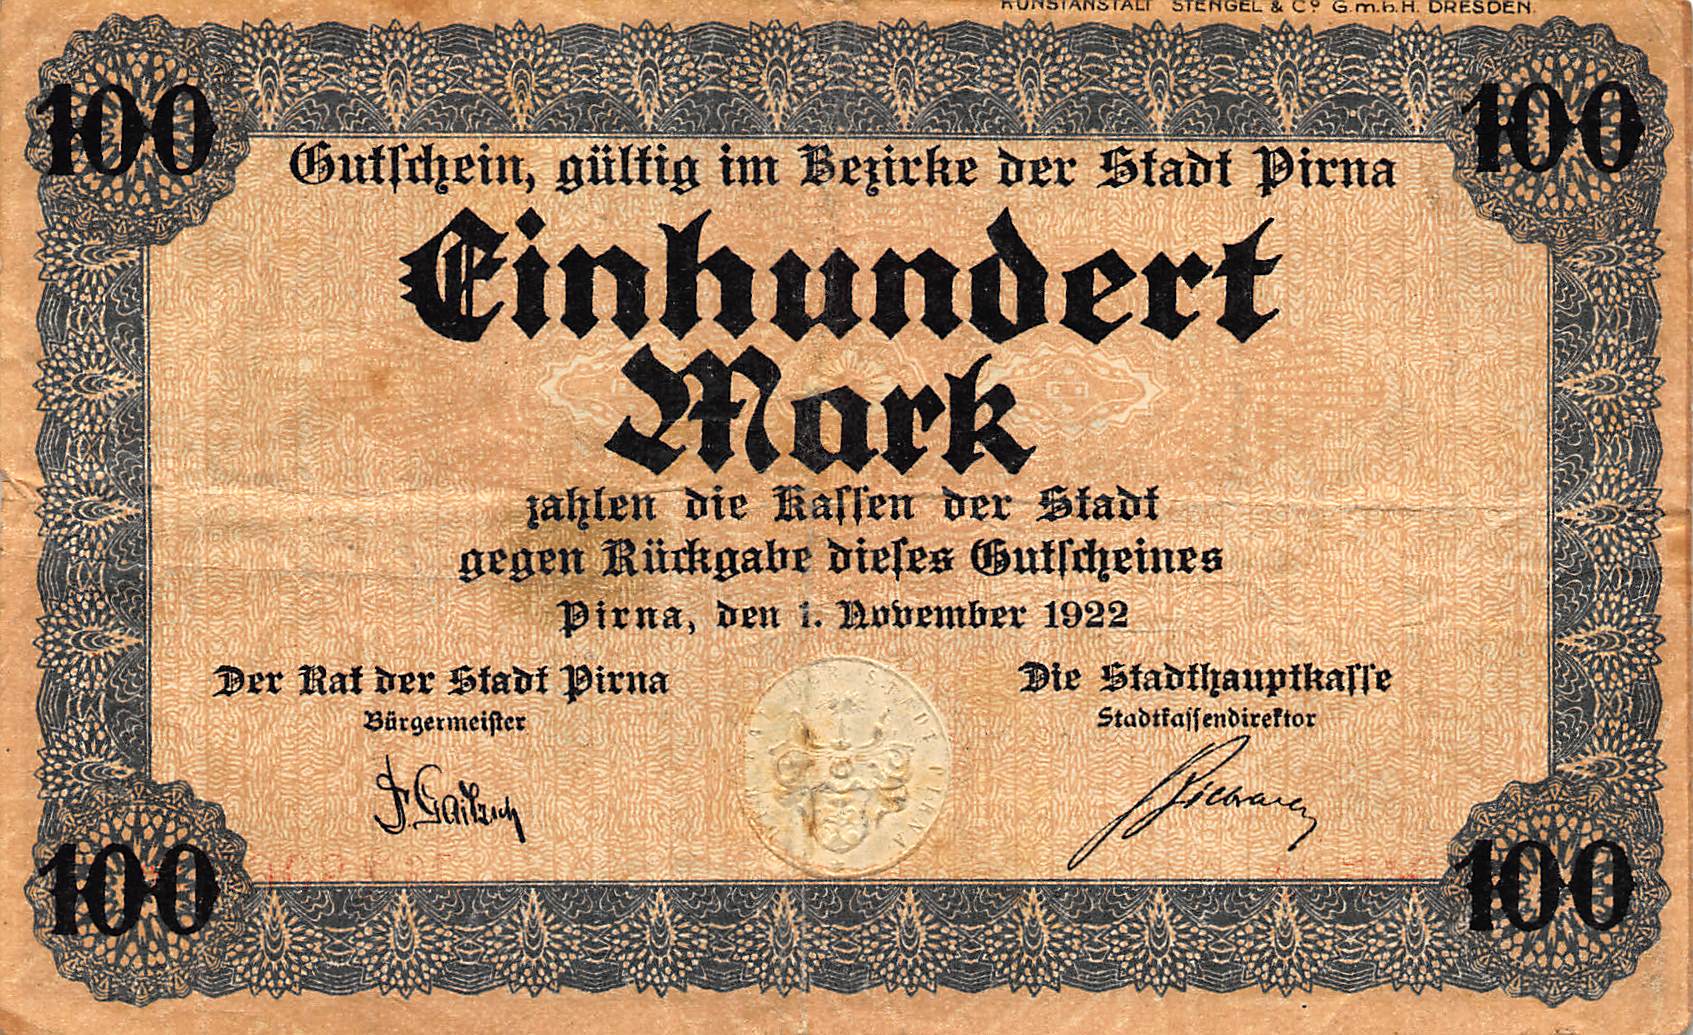 KUNSTANSTALT STENGEL & Co G.m.b.H. DRESDEN.
100 100
Gutschein, gültig im Bezirke der Stadt Pirna
Einhundert
Mark
zahlen die Kassen der Stadt
gegen Rückgabe dieses Gutscheines
Pirna, den 1. November 1922
Der Rat der Stadt Pirna
Bürgermeister
Die Stadthauptkasse
Stadtkassendirektor
100 100